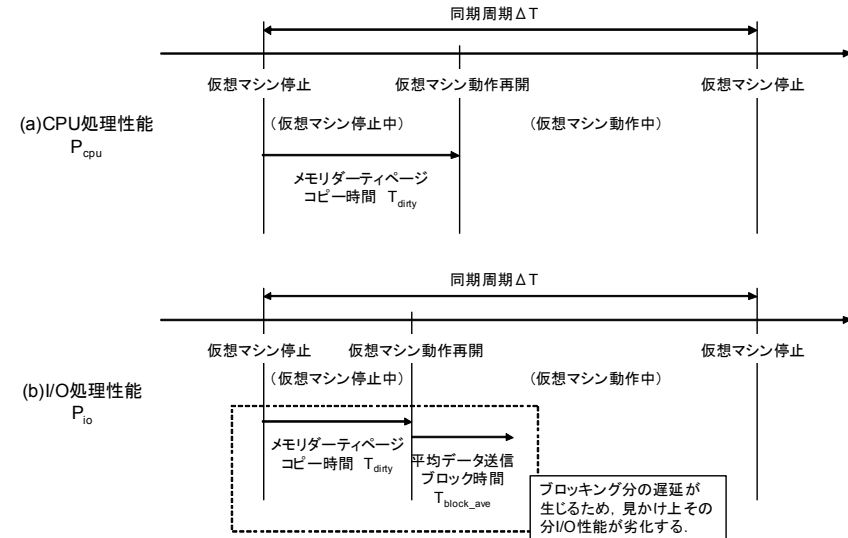 同期周期ΔT
仮想マシン停止
仮想マシン動作再開
仮想マシン停止
(a)CPU処理性能
P_cpu
（仮想マシン停止中）
（仮想マシン動作中）
メモリダーティページ
コピー時間 T_dirty
同期周期ΔT
仮想マシン停止
仮想マシン動作再開
仮想マシン停止
(b)I/O処理性能
P_io
（仮想マシン停止中）
（仮想マシン動作中）
メモリダーティページ
コピー時間 T_dirty
平均データ送信
ブロック時間
T_block_ave
ブロッキング分の遅延が
生じるため，見かけ上その
分I/O性能が劣化する．